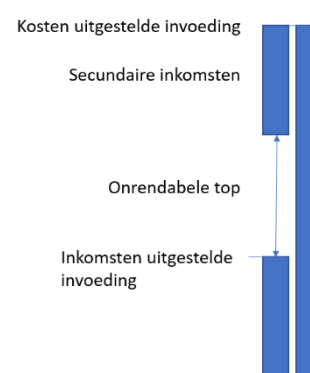 Kosten uitgestelde invoeding
Secundaire inkomsten
Onrendabele top
Inkomsten uitgestelde
invoeding